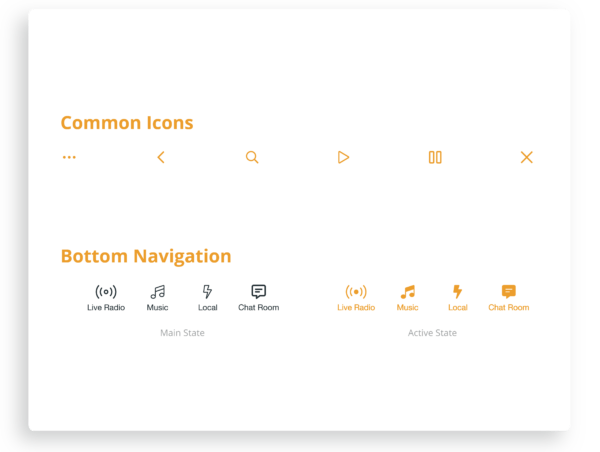 Common Icons
Bottom Navigation
Live Radio Music Local Chat Room Live Radio Music Local Chat Room
Main State Active State